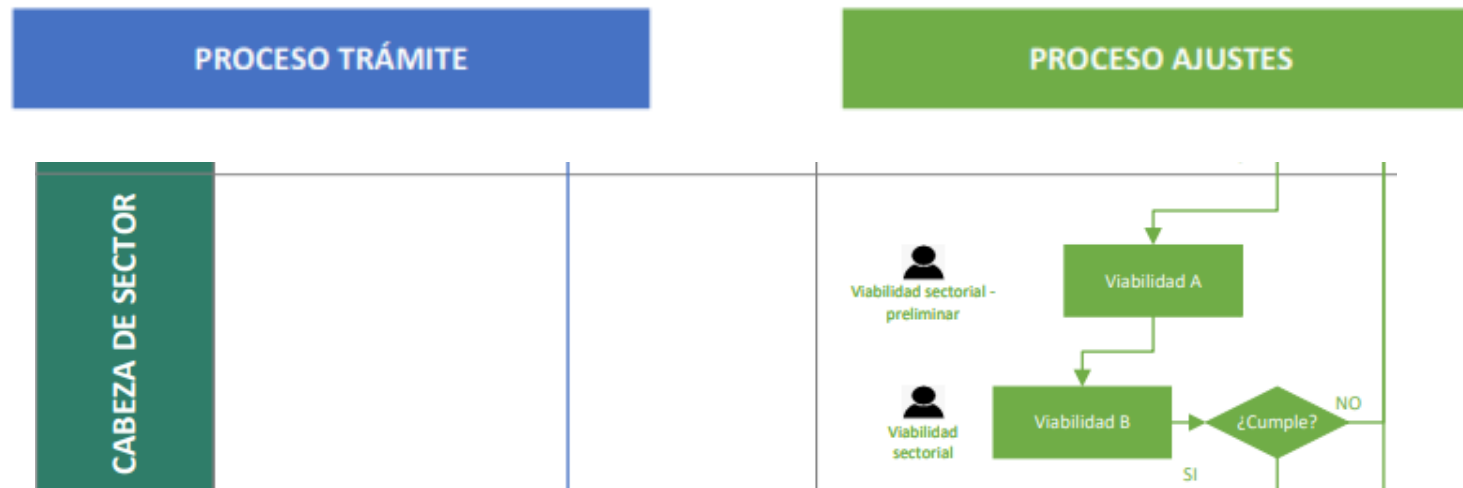 PROCESO TRÁMITE
PROCESO AJUSTES
CABEZA DE SECTOR
Viabilidad sectorial -
preliminar
Viabilidad A
Viabilidad
sectorial
Viabilidad B
¿Cumple?
NO
SI